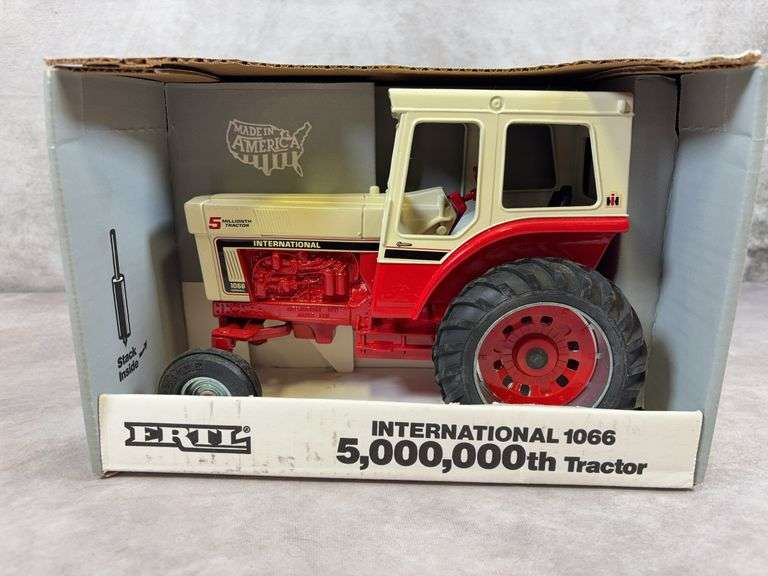 MADE IN
AMERICA
5 MILLIONTH
TRACTOR
INTERNATIONAL
1066
IH
Stack
Inside
ERTL
INTERNATIONAL 1066
5,000,000th Tractor